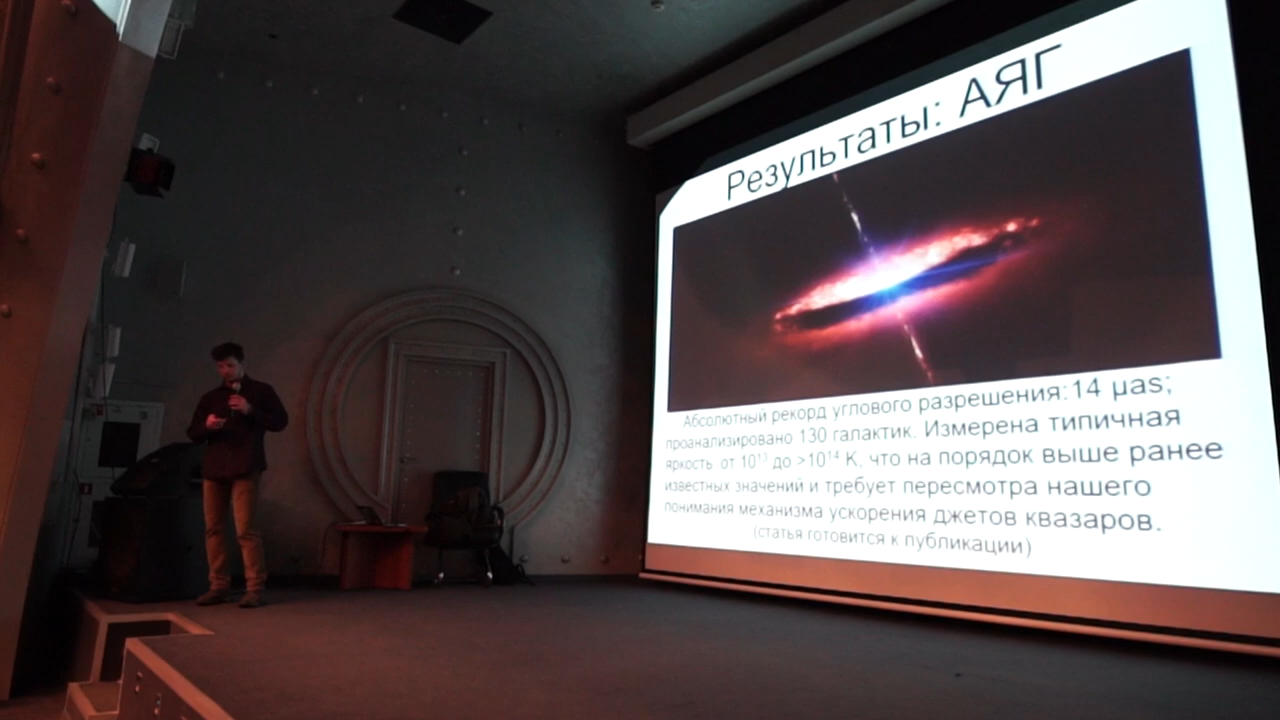 Результаты: АЯГ
Абсолютный рекорд углового разрешения:14 µas;
проанализировано 130 галактик. Измерена типичная
яркость от 10¹³ до >10¹⁴ К, что на порядок выше ранее
известных значений и требует пересмотра нашего
понимания механизма ускорения джетов квазаров.
(статья готовится к публикации)